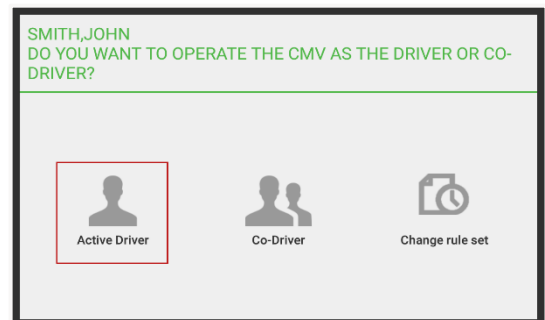 SMITH,JOHN
DO YOU WANT TO OPERATE THE CMV AS THE DRIVER OR CO-
DRIVER?
Active Driver
Co-Driver
Change rule set